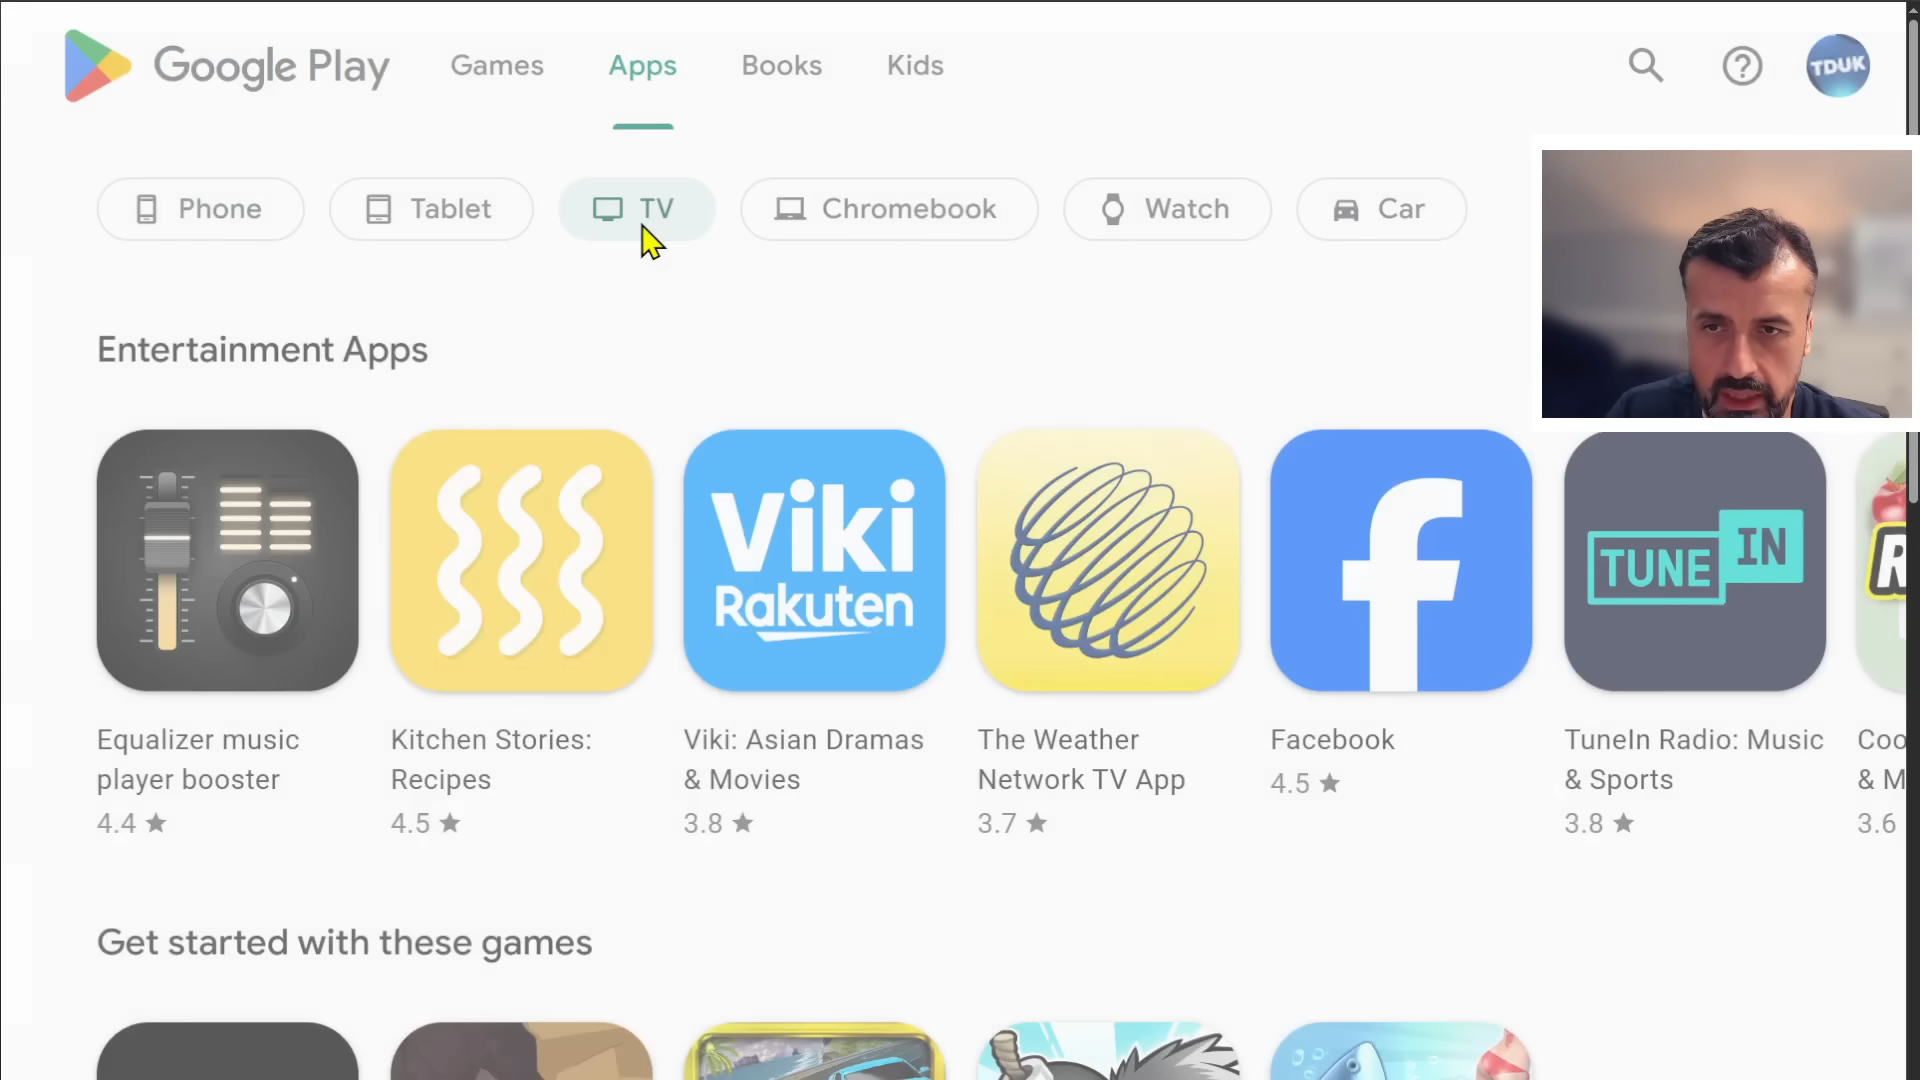 Google Play Games Apps Books Kids TDUK
Phone Tablet TV Chromebook Watch Car
Entertainment Apps
Viki
Rakuten
TUNE IN
Equalizer music
player booster
4.4
Kitchen Stories:
Recipes
4.5
Viki: Asian Dramas
& Movies
3.8
The Weather
Network TV App
3.7
Facebook
4.5
TuneIn Radio: Music
& Sports
3.8
Coo
& M
3.6
Get started with these games